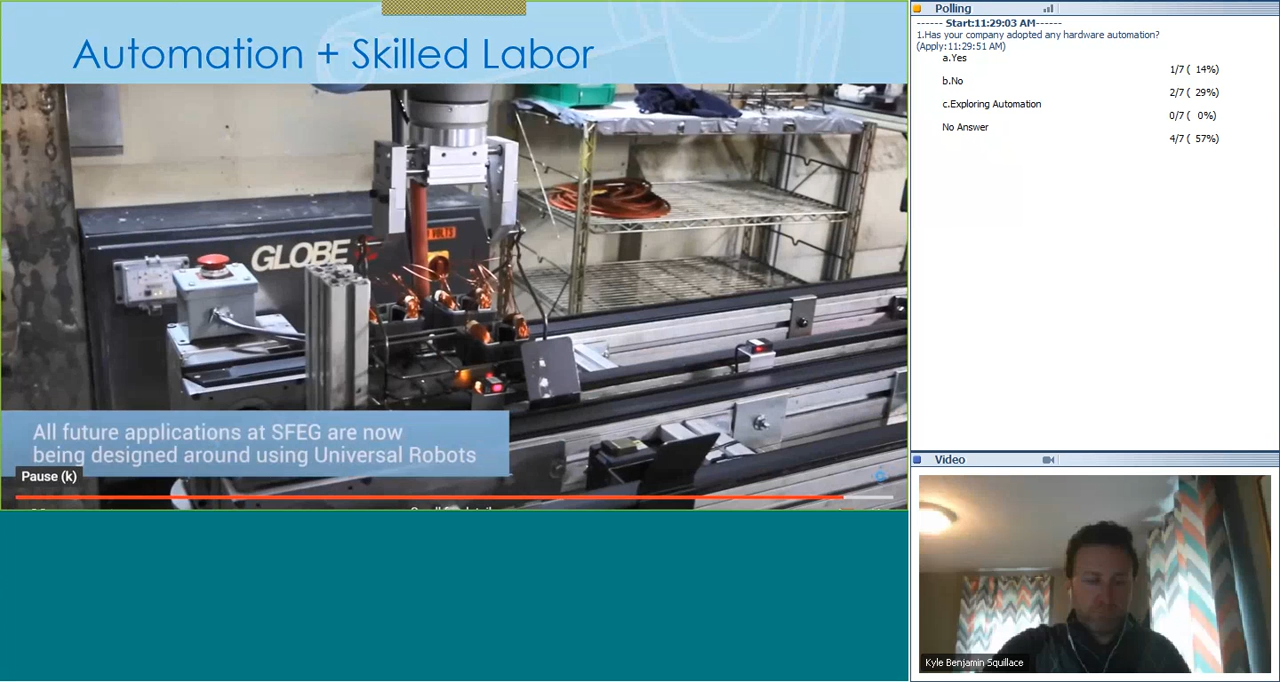 Automation + Skilled Labor
GLOBE
VOLTS
All future applications at SFEG are now
being designed around using Universal Robots
Pause (k)
Polling
------ Start:11:29:03 AM------
1.Has your company adopted any hardware automation?
(Apply:11:29:51 AM)
a.Yes
1/7 ( 14%)
b.No
2/7 ( 29%)
c.Exploring Automation
0/7 ( 0%)
No Answer
4/7 ( 57%)
Video
Kyle Benjamin Squillace